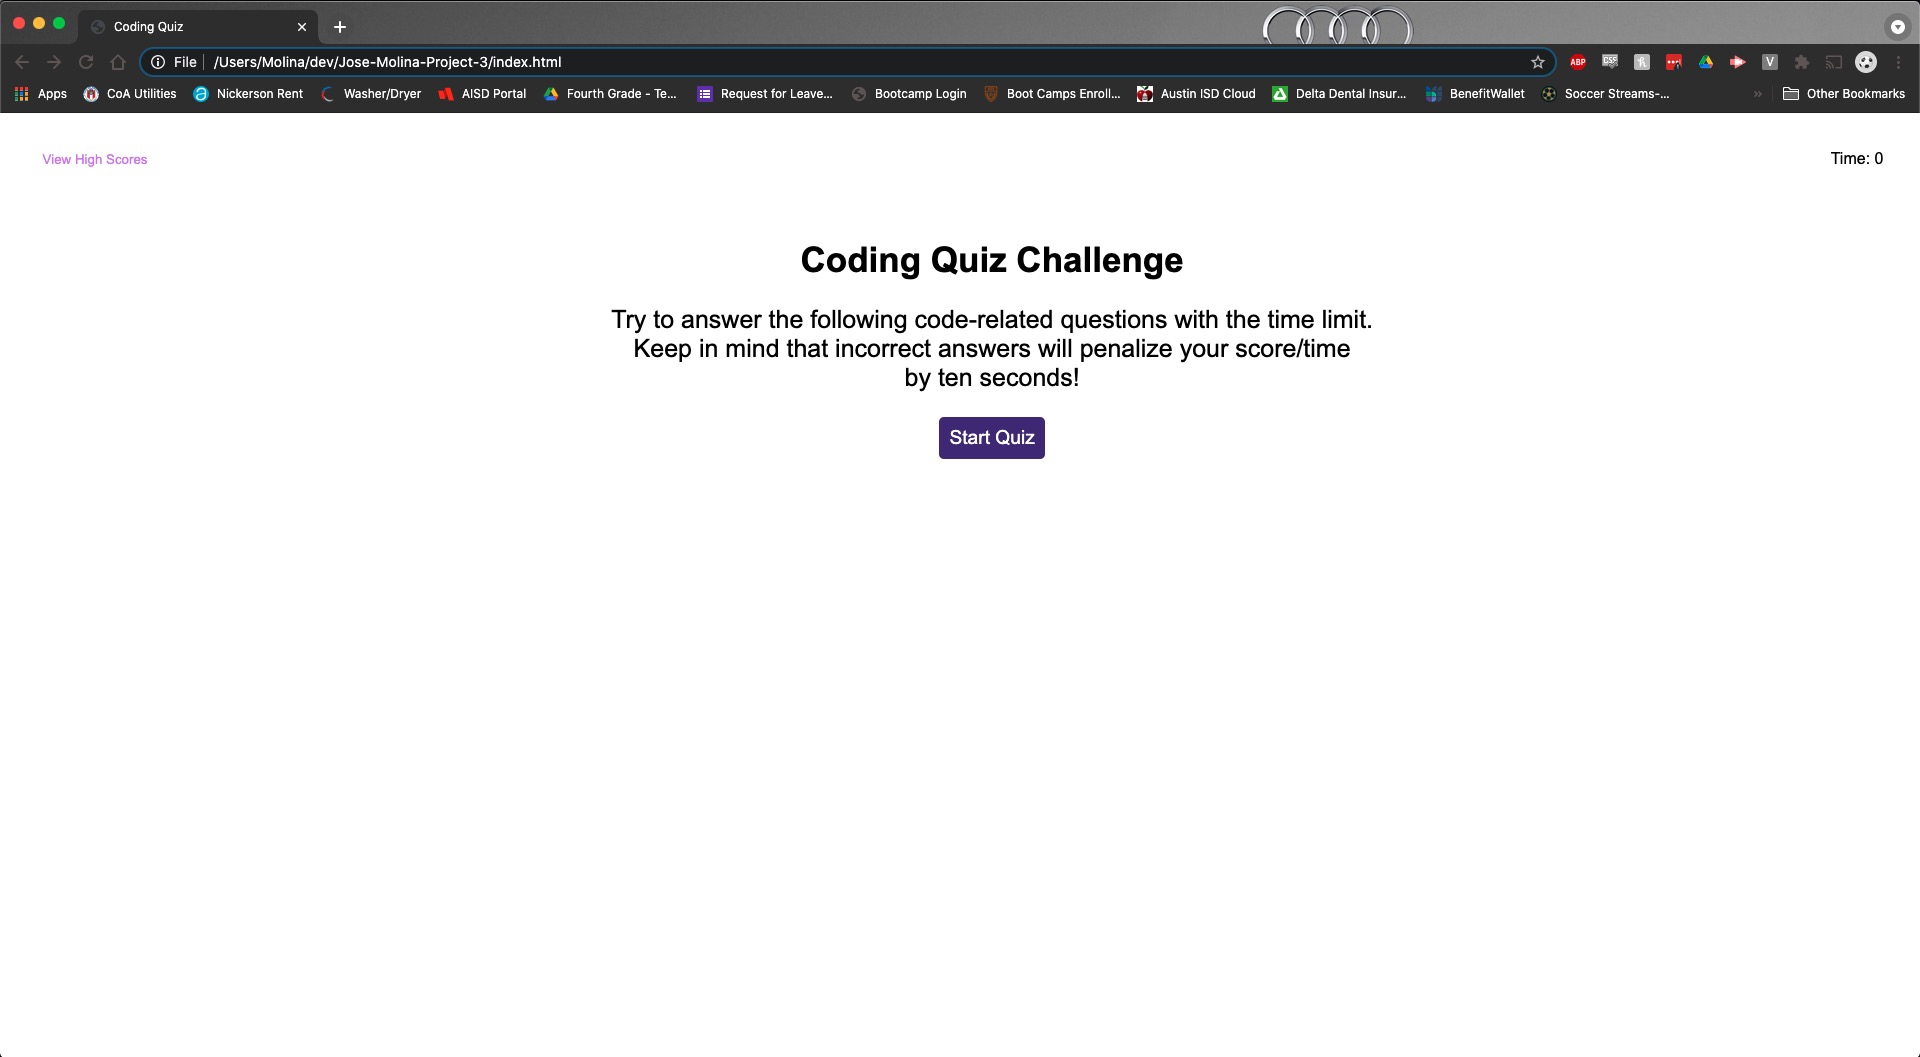 Coding Quiz
File /Users/Molina/dev/Jose-Molina-Project-3/index.html
ABP CSS V
Apps CoA Utilities Nickerson Rent Washer/Dryer AISD Portal Fourth Grade - Te... Request for Leave... Bootcamp Login Boot Camps Enroll... Austin ISD Cloud Delta Dental Insur... BenefitWallet Soccer Streams-... » Other Bookmarks
View High Scores
Time: 0
Coding Quiz Challenge
Try to answer the following code-related questions with the time limit.
Keep in mind that incorrect answers will penalize your score/time
by ten seconds!
Start Quiz